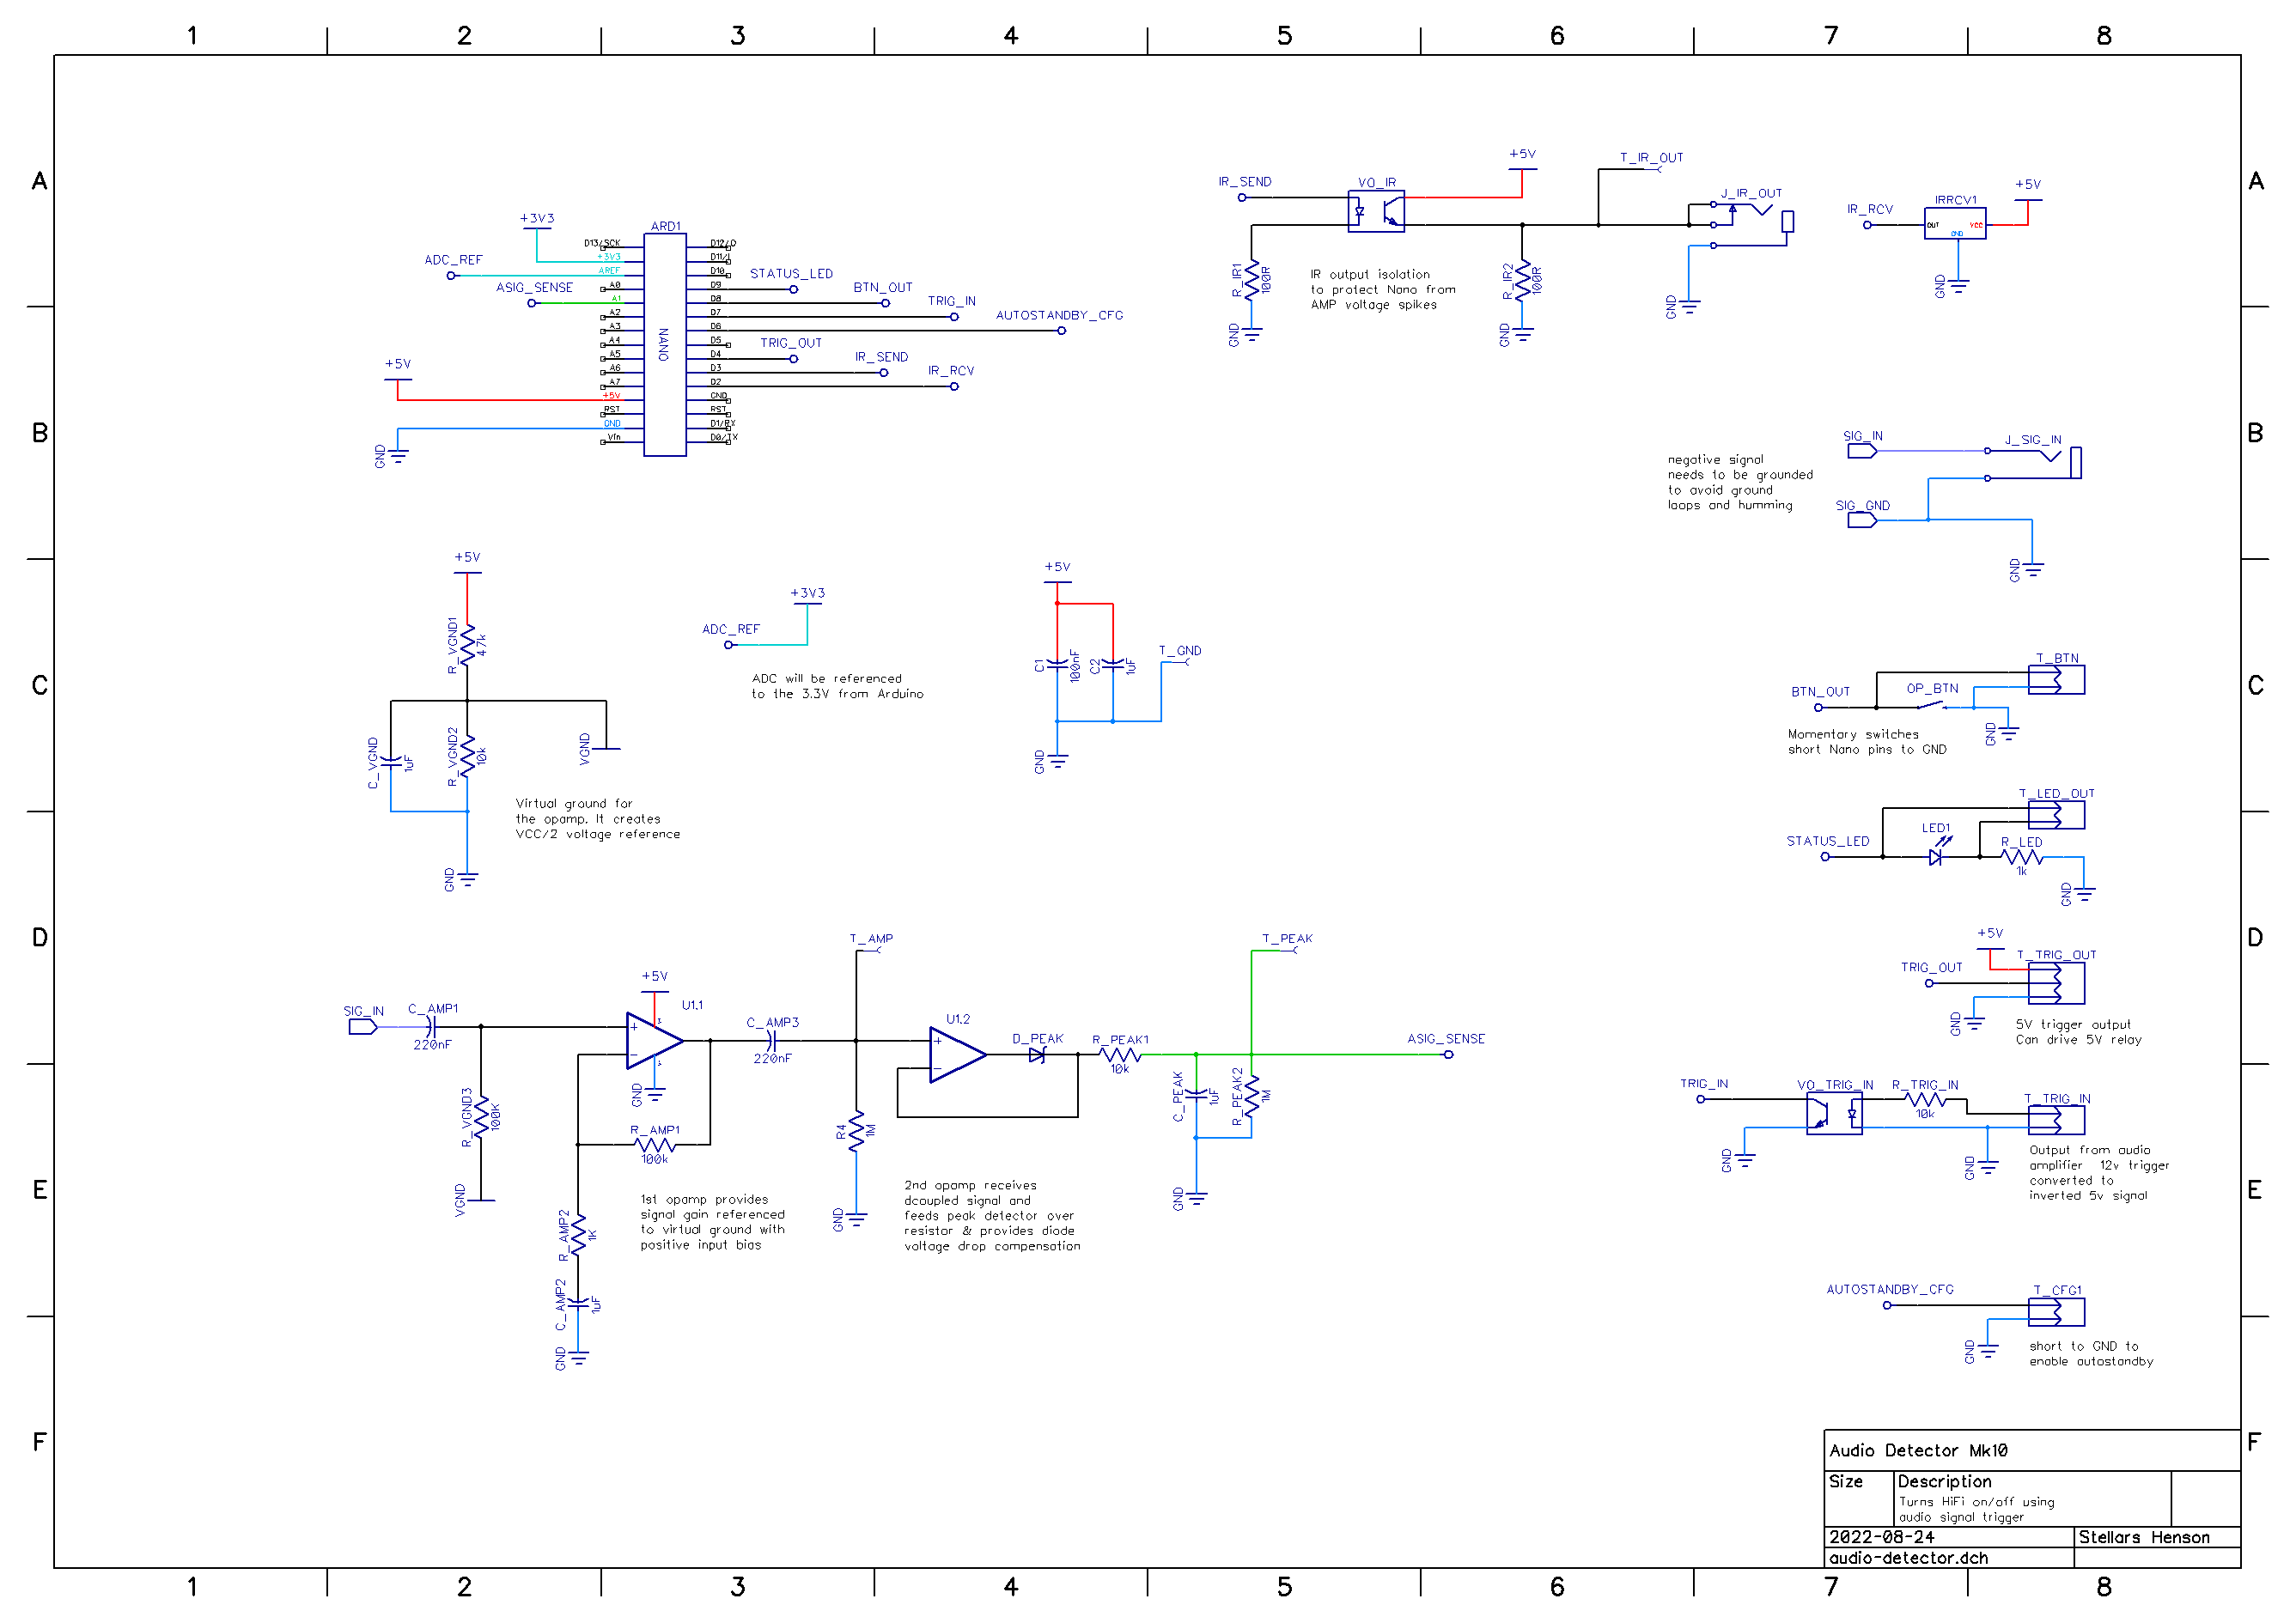 1 2 3 4 5 6 7 8
A
A
B
B
C
C
D
D
E
E
F
F
+3V3
ADC_REF
ASIG_SENSE
+5V
GND
ARD1
NANO
D13/SCK
+3V3
AREF
A0
A1
A2
A3
A4
A5
A6
A7
+5V
RST
GND
Vin
D10
D9
D8
D7
D6
D5
D4
D3
D2
GND
RST
D1/RX
D0/TX
STATUS_LED
BTN_OUT
TRIG_IN
AUTOSTANDBY_CFG
TRIG_OUT
IR_SEND
IR_RCV
IR_SEND
VO_IR
+5V
T_IR_OUT
J_IR_OUT
R_IR1
100R
GND
IR output isolation
to protect Nano from
AMP voltage spikes
R_IR2
100R
GND
GND
IR_RCV
IRRCV1
OUT
GND
VCC
+5V
GND
negative signal
needs to be grounded
to avoid ground
loops and humming
SIG_IN
J_SIG_IN
SIG_GND
GND
+5V
R_VGND1
47k
C_VGND
1uF
R_VGND2
10k
VGND
GND
Virtual ground for
the opamp. It creates
VCC/2 voltage reference
+3V3
ADC_REF
ADC will be referenced
to the 3.3V from Arduino
+5V
C1
100nF
C2
1uF
T_GND
GND
T_BTN
BTN_OUT
OP_BTN
GND
Momentary switches
short Nano pins to GND
T_LED_OUT
STATUS_LED
LED1
R_LED
1k
GND
+5V
T_TRIG_OUT
TRIG_OUT
GND
5V trigger output
Can drive 5V relay
SIG_IN
C_AMP1
220nF
R_VGND3
100K
VGND
+5V
U1.1
GND
R_AMP1
100k
R_AMP2
1K
C_AMP2
1uF
GND
1st opamp provides
signal gain referenced
to virtual ground with
positive input bias
C_AMP3
220nF
T_AMP
R4
1M
GND
U1.2
D_PEAK
R_PEAK1
10k
2nd opamp receives
dcoupled signal and
feeds peak detector over
resistor & provides diode
voltage drop compensation
T_PEAK
C_PEAK
1uF
R_PEAK2
1M
GND
ASIG_SENSE
TRIG_IN
VO_TRIG_IN
R_TRIG_IN
10k
T_TRIG_IN
GND
GND
Output from audio
amplifier 12v trigger
converted to
inverted 5v signal
AUTOSTANDBY_CFG
T_CFG1
GND
short to GND to
enable autostandby
Audio Detector Mk10
Size
Description
Turns HiFi on/off using
audio signal trigger
2022-08-24
Stellars Henson
audio-detector.dch
1 2 3 4 5 6 7 8